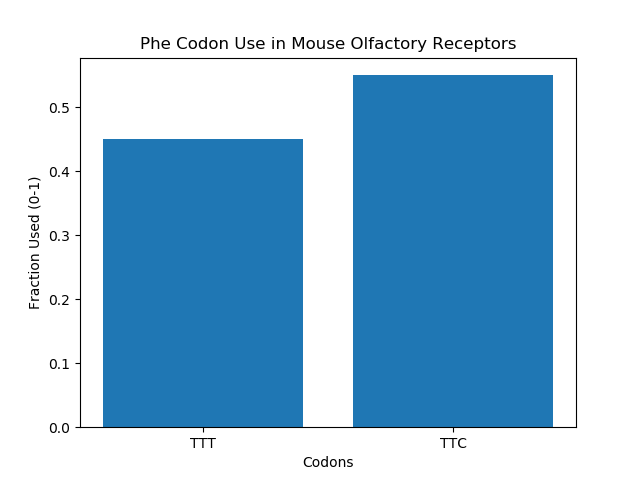 Phe Codon Use in Mouse Olfactory Receptors
Fraction Used (0-1)
0.5
0.4
0.3
0.2
0.1
0.0
TTT TTC
Codons